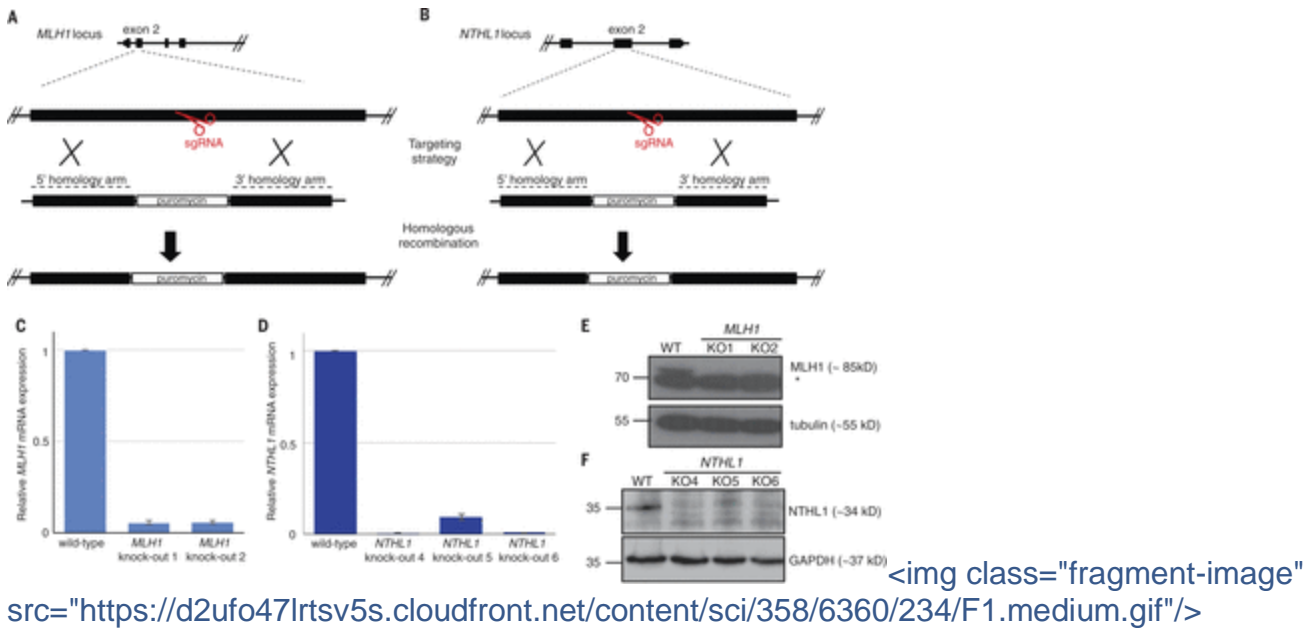 A
MLH1 locus
exon 2
sgRNA
5' homology arm
3' homology arm
puromycin
puromycin
Targeting
strategy
Homologous
recombination
B
NTHL1 locus
exon 2
sgRNA
5' homology arm
3' homology arm
puromycin
puromycin
C
Relative MLH1 mRNA expression
1
0.5
0
wild-type
MLH1
knock-out 1
MLH1
knock-out 2
D
Relative NTHL1 mRNA expression
1
0.5
0
wild-type
NTHL1
knock-out 4
NTHL1
knock-out 5
NTHL1
knock-out 6
E
MLH1
WT KO1 KO2
70
MLH1 (~ 85kD)
*
55
tubulin (~55 kD)
F
NTHL1
WT KO4 KO5 KO6
35
NTHL1 (~34 kD)
35
GAPDH (~37 kD)
<img class="fragment-image"
src="https://d2ufo47lrtsv5s.cloudfront.net/content/sci/358/6360/234/F1.medium.gif"/>